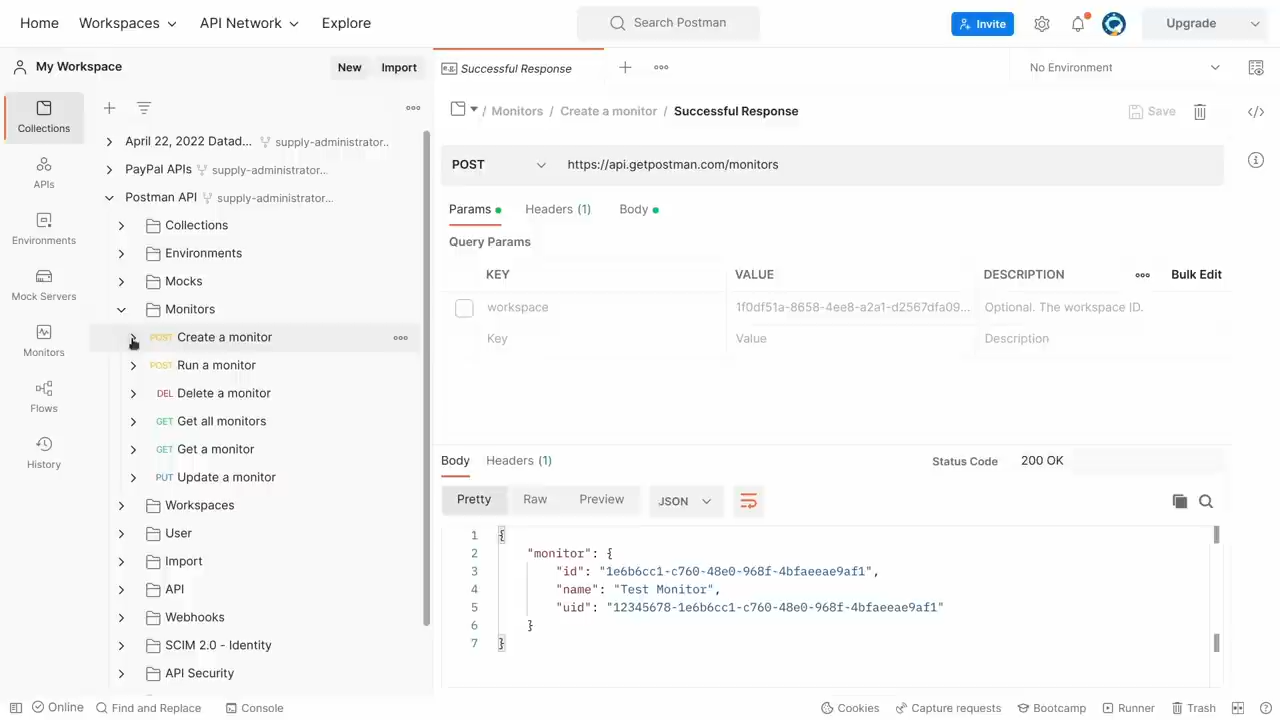 Home Workspaces API Network Explore Search Postman Invite Upgrade
My Workspace New Import Successful Response No Environment
Collections
APIs
Environments
Mock Servers
Monitors
Flows
History
April 22, 2022 Datad... supply-administrator..
PayPal APIs supply-administrator...
Postman API supply-administrator...
Collections
Environments
Mocks
Monitors
POST Create a monitor
POST Run a monitor
DEL Delete a monitor
GET Get all monitors
GET Get a monitor
PUT Update a monitor
Workspaces
User
Import
API
Webhooks
SCIM 2.0 - Identity
API Security
/ Monitors / Create a monitor / Successful Response Save
POST https://api.getpostman.com/monitors
Params Headers (1) Body
Query Params
KEY VALUE DESCRIPTION Bulk Edit
workspace 1f0df51a-8658-4ee8-a2a1-d2567dfa09... Optional. The workspace ID.
Key Value Description
Body Headers (1) Status Code 200 OK
Pretty Raw Preview JSON
1 {
2 "monitor": {
3 "id": "1e6b6cc1-c760-48e0-968f-4bfaeeae9af1",
4 "name": "Test Monitor",
5 "uid": "12345678-1e6b6cc1-c760-48e0-968f-4bfaeeae9af1"
6 }
7 }
Online Find and Replace Console Cookies Capture requests Bootcamp Runner Trash